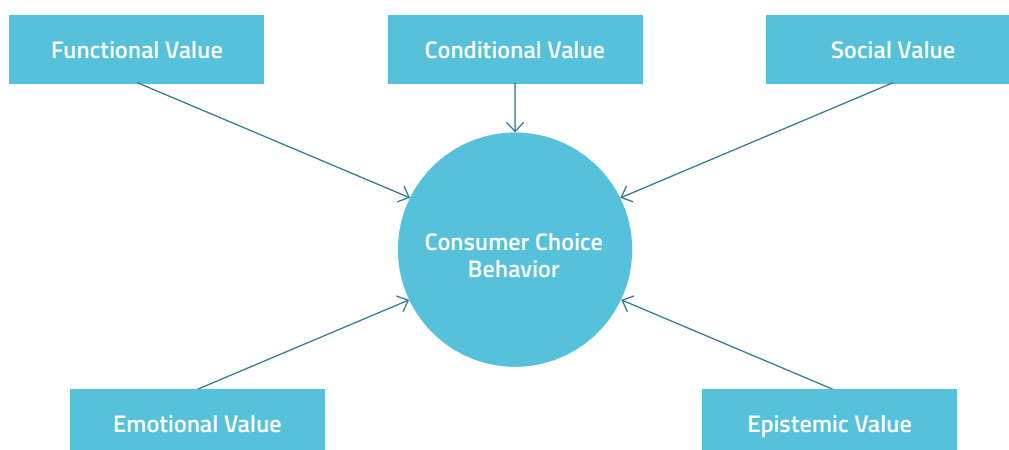 Functional Value
Conditional Value
Social Value
Consumer Choice
Behavior
Emotional Value
Epistemic Value